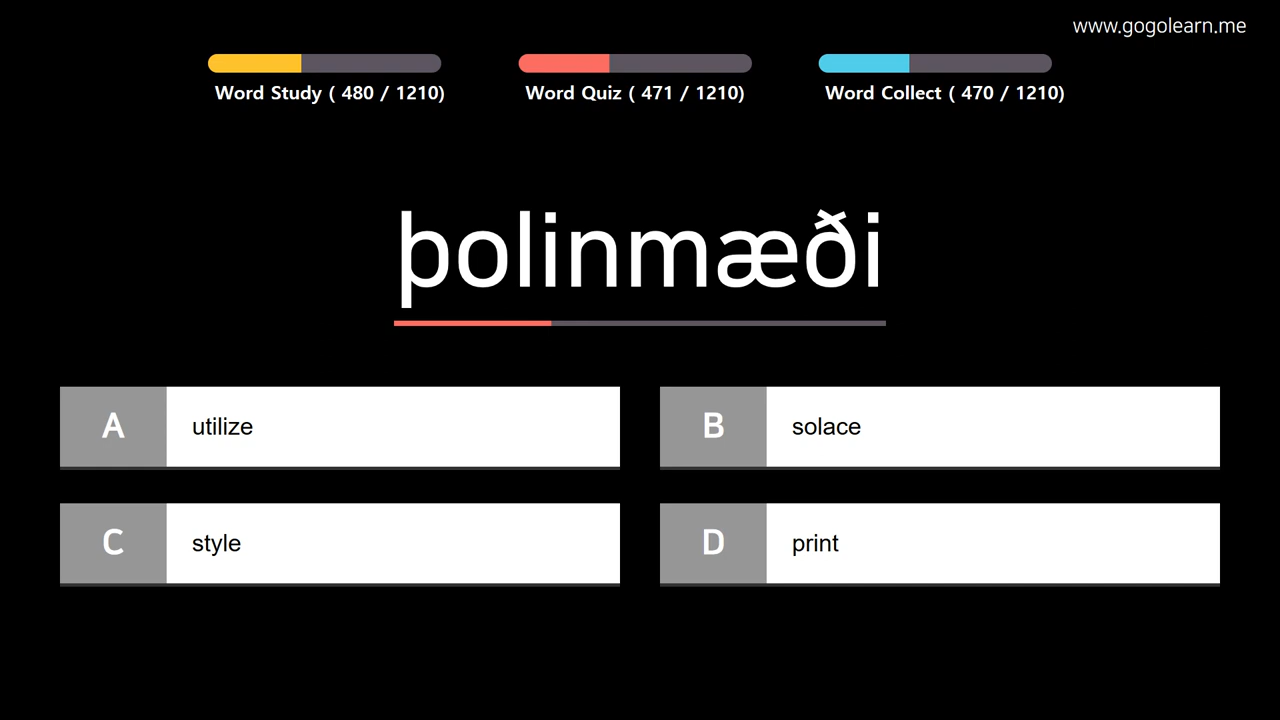 www.gogolearn.me
Word Study ( 480 / 1210)
Word Quiz ( 471 / 1210)
Word Collect ( 470 / 1210)
þolinmæði
A utilize
B solace
C style
D print